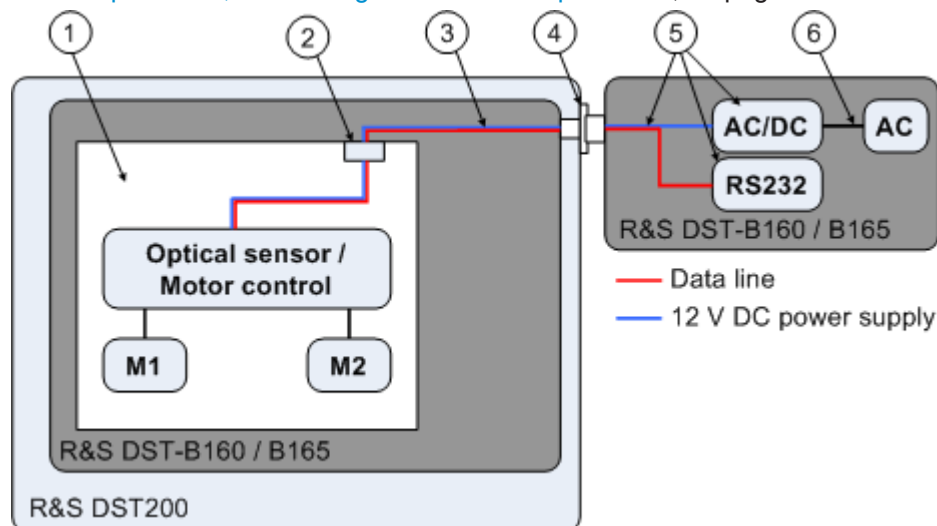 1 2 3 4 5 6
AC/DC AC
RS232
R&S DST-B160 / B165
Optical sensor /
Motor control
M1 M2
R&S DST-B160 / B165
R&S DST200
Data line
12 V DC power supply